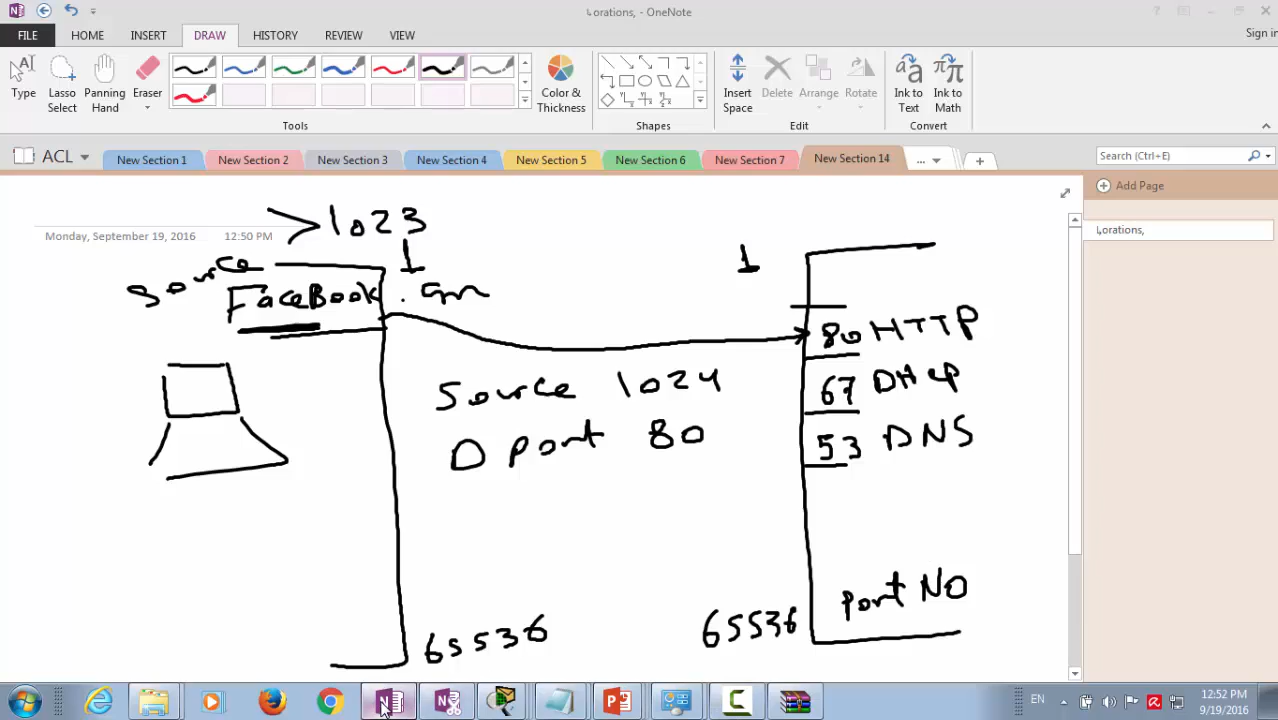 ꜗorations, - OneNote
FILE HOME INSERT DRAW HISTORY REVIEW VIEW
Sign in
Type
Lasso Select
Panning Hand
Eraser
Color & Thickness
Insert Space
Delete
Arrange
Rotate
Ink to Text
Ink to Math
Tools
Shapes
Edit
Convert
ACL
New Section 1
New Section 2
New Section 3
New Section 4
New Section 5
New Section 6
New Section 7
New Section 14
...
Search (Ctrl+E)
Add Page
Monday, September 19, 2016 12:50 PM
>1023
1
1
Source
FaceBook
80 HTTP
Source 1024
67 DHCP
D port 80
53 DNS
port NO
65536
65536
EN
12:52 PM
9/19/2016